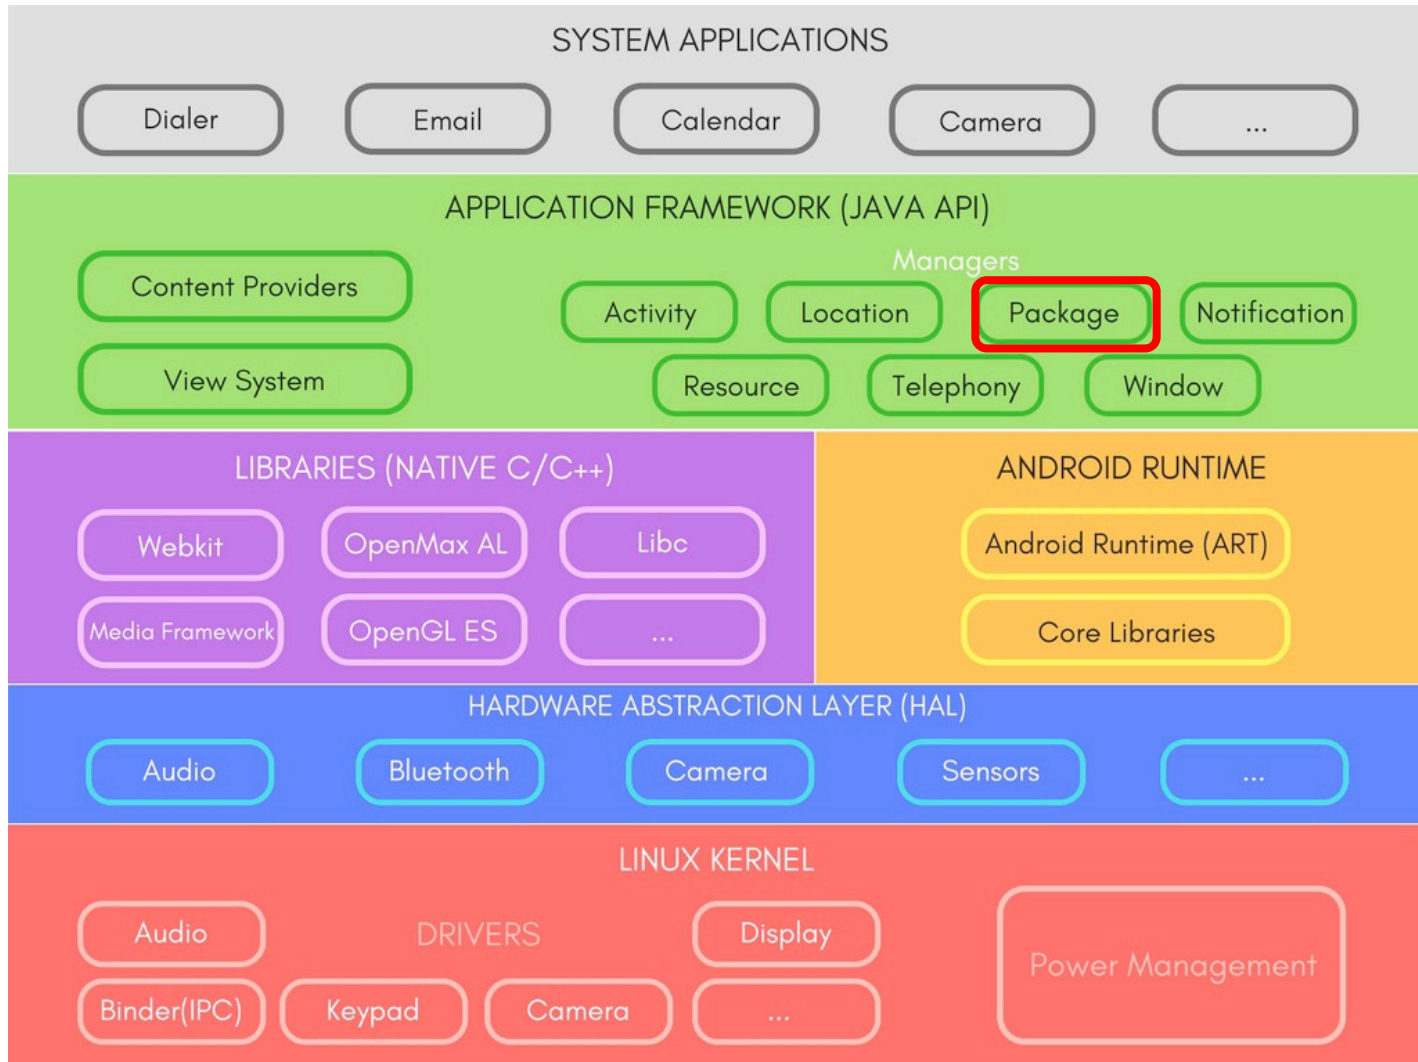 SYSTEM APPLICATIONS
Dialer
Email
Calendar
Camera
...
APPLICATION FRAMEWORK (JAVA API)
Managers
Content Providers
Activity
Location
Package
Notification
View System
Resource
Telephony
Window
LIBRARIES (NATIVE C/C++)
Webkit
OpenMax AL
Libc
Media Framework
OpenGL ES
...
ANDROID RUNTIME
Android Runtime (ART)
Core Libraries
HARDWARE ABSTRACTION LAYER (HAL)
Audio
Bluetooth
Camera
Sensors
...
LINUX KERNEL
Audio
DRIVERS
Display
Binder(IPC)
Keypad
Camera
...
Power Management